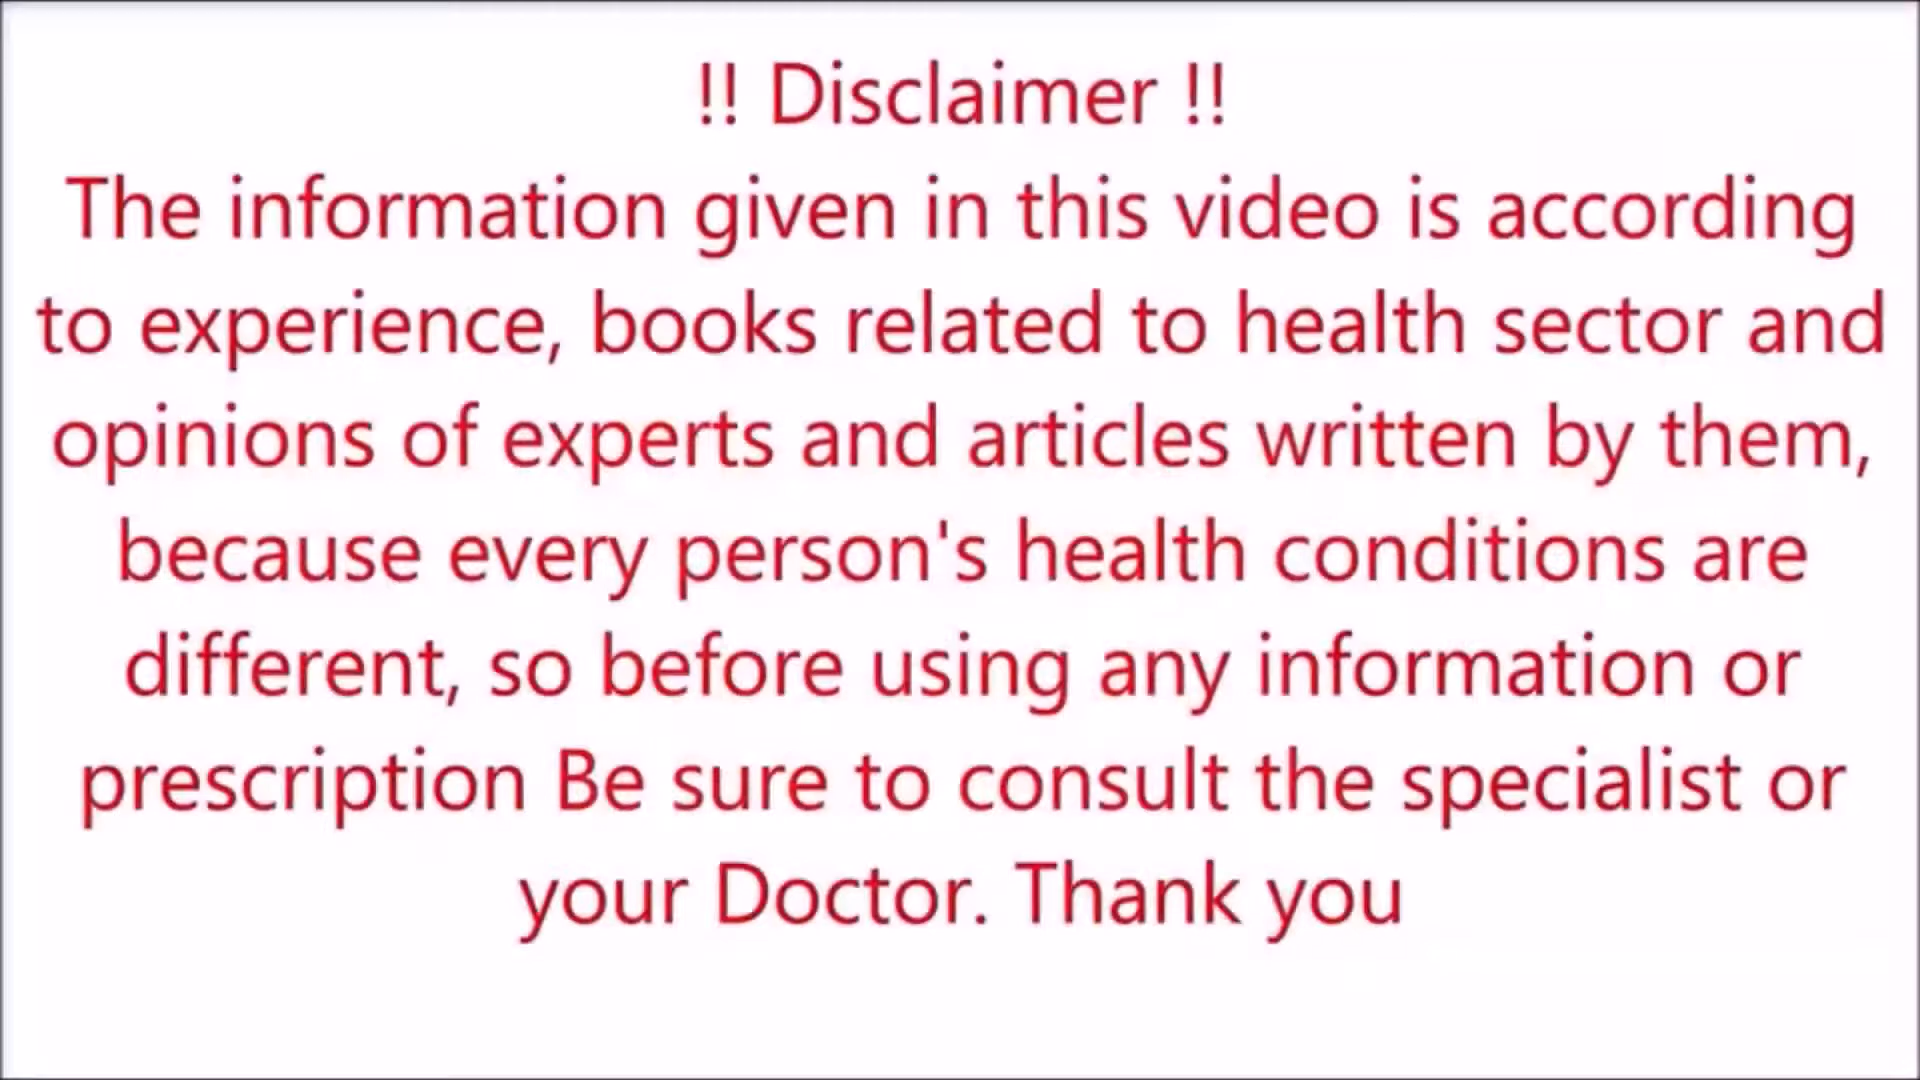 !! Disclaimer !!
The information given in this video is according
to experience, books related to health sector and
opinions of experts and articles written by them,
because every person's health conditions are
different, so before using any information or
prescription Be sure to consult the specialist or
your Doctor. Thank you